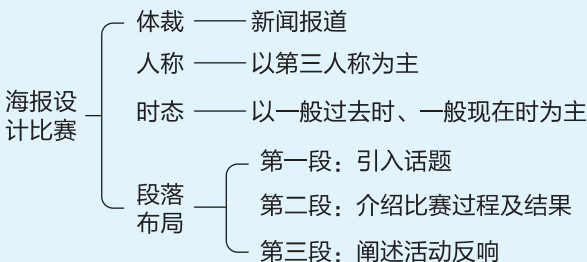 海报设
计比赛
体裁
新闻报道
人称
以第三人称为主
时态
以一般过去时、一般现在时为主
段落
布局
第一段：引入话题
第二段：介绍比赛过程及结果
第三段：阐述活动反响